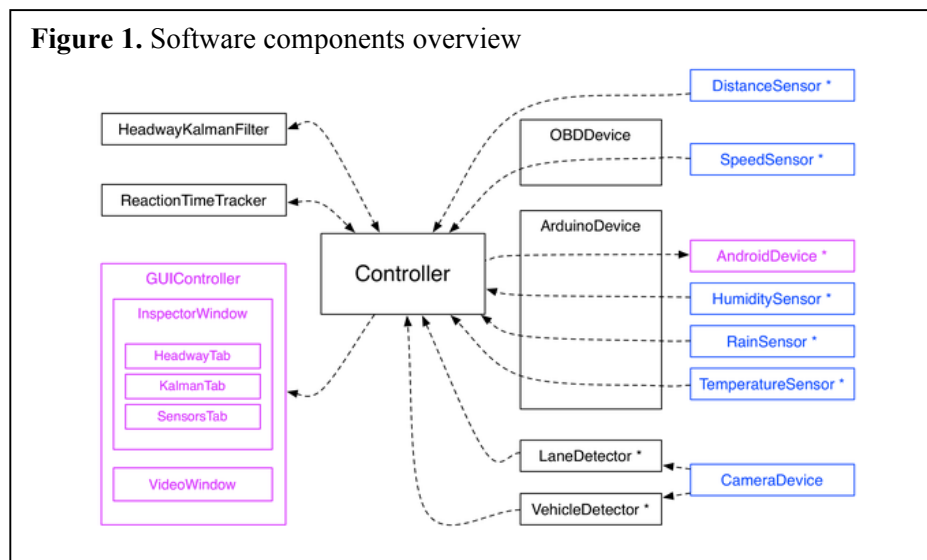 Figure 1. Software components overview
DistanceSensor *
HeadwayKalmanFilter
OBDDevice
SpeedSensor *
ReactionTimeTracker
ArduinoDevice
Controller
AndroidDevice *
GUIController
HumiditySensor *
InspectorWindow
RainSensor *
HeadwayTab
KalmanTab
TemperatureSensor *
SensorsTab
LaneDetector *
CameraDevice
VideoWindow
VehicleDetector *